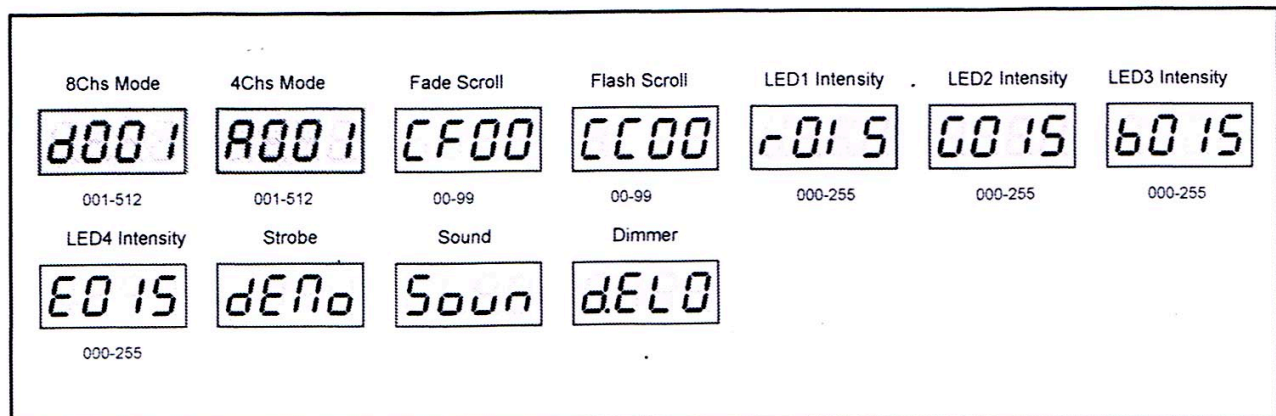 8Chs Mode 4Chs Mode Fade Scroll Flash Scroll LED1 Intensity LED2 Intensity LED3 Intensity
d001 A001 CF00 CC00 r015 G015 b015
001-512 001-512 00-99 00-99 000-255 000-255 000-255
LED4 Intensity Strobe Sound Dimmer
E015 dEMo Soun d.EL0
000-255